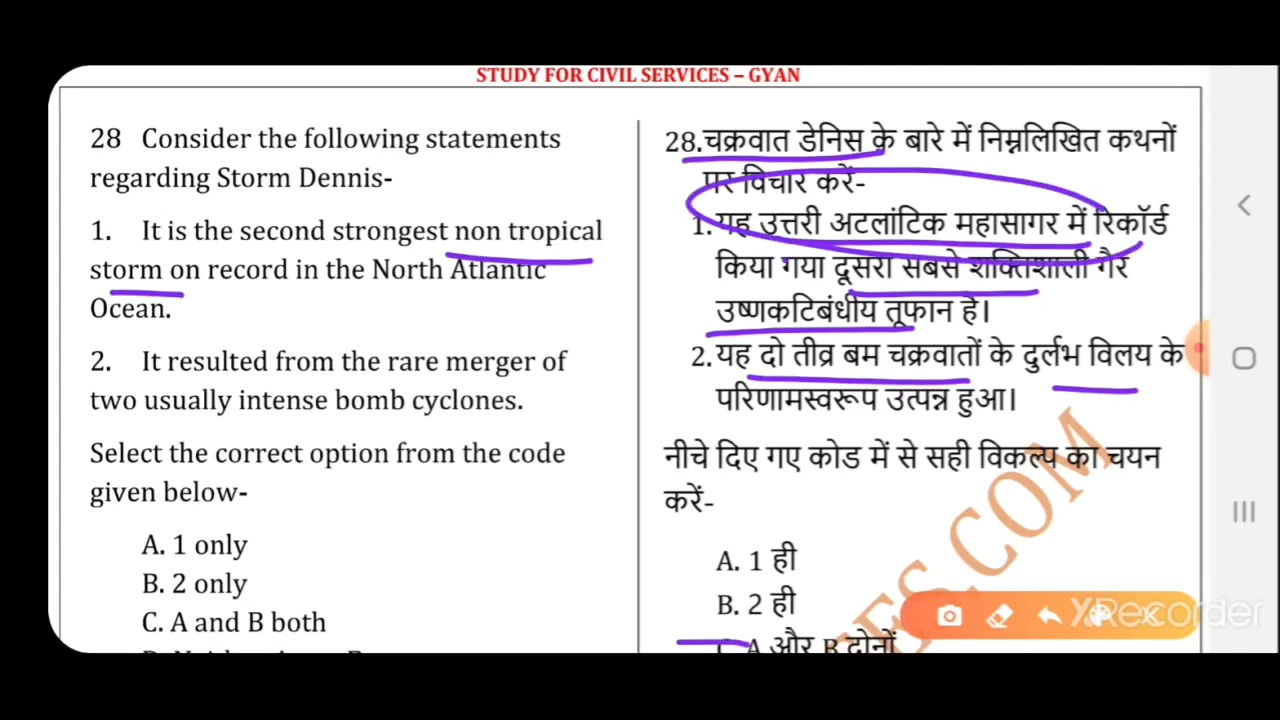 STUDY FOR CIVIL SERVICES – GYAN
28 Consider the following statements
regarding Storm Dennis-
1. It is the second strongest non tropical
storm on record in the North Atlantic
Ocean.
2. It resulted from the rare merger of
two usually intense bomb cyclones.
Select the correct option from the code
given below-
A. 1 only
B. 2 only
C. A and B both
28.चक्रवात डेनिस के बारे में निम्नलिखित कथनों
पर विचार करें-
1. यह उत्तरी अटलांटिक महासागर में रिकॉर्ड
किया गया दूसरा सबसे शक्तिशाली गैर
उष्णकटिबंधीय तूफान है।
2. यह दो तीव्र बम चक्रवातों के दुर्लभ विलय के
परिणामस्वरूप उत्पन्न हुआ।
नीचे दिए गए कोड में से सही विकल्प का चयन
करें-
A. 1 ही
B. 2 ही
C. A और B दोनों
XRecorder